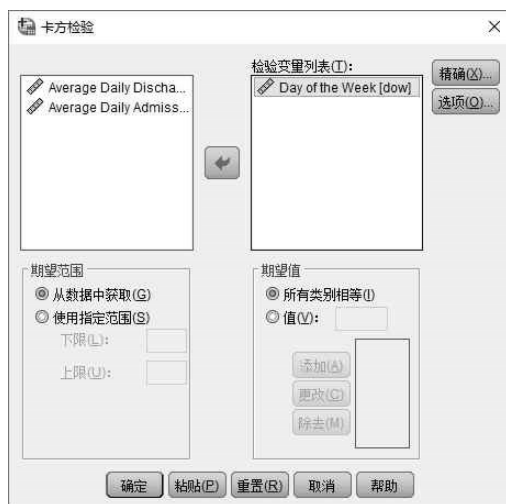 卡方检验
检验变量列表(T):
Average Daily Discha...
Average Daily Admiss...
Day of the Week [dow]
精确(X)...
选项(O)...
期望范围
从数据中获取(G)
使用指定范围(S)
下限(L):
上限(U):
期望值
所有类别相等(I)
值(V):
添加(A)
更改(C)
除去(M)
确定
粘贴(P)
重置(R)
取消
帮助